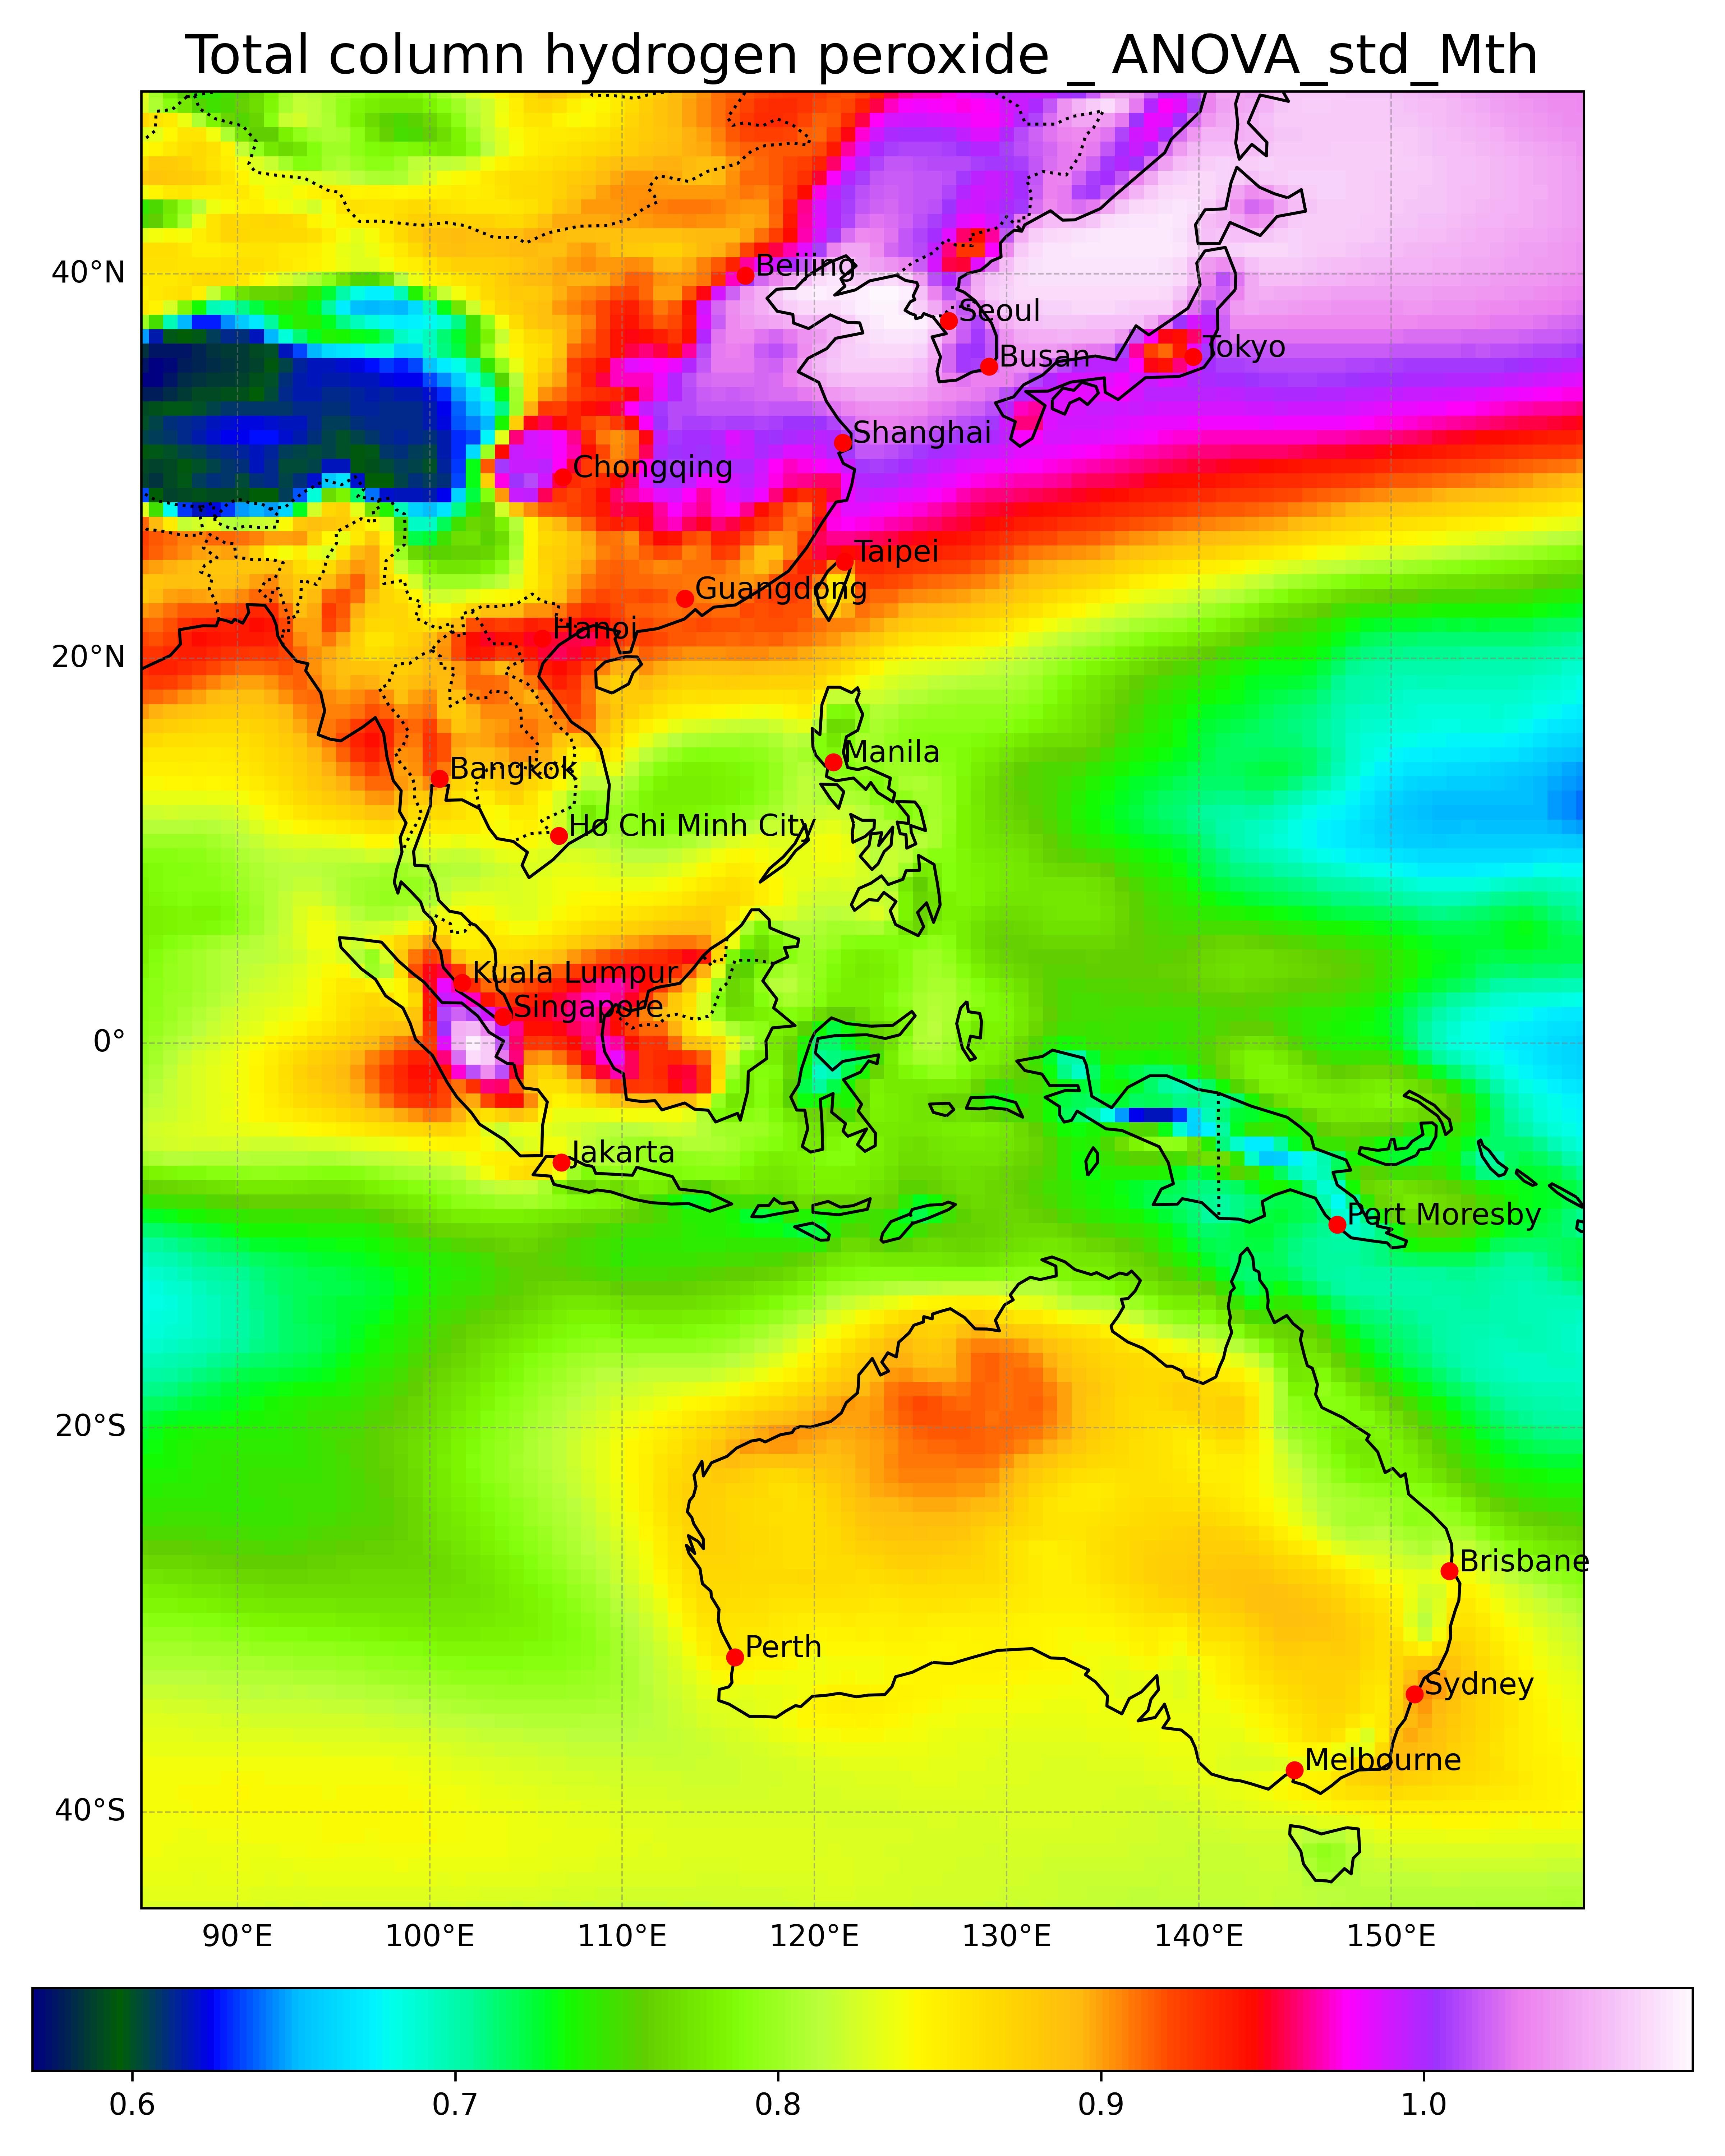 Total column hydrogen peroxide _ ANOVA_std_Mth
40°N
20°N
0°
20°S
40°S
Beijing
Seoul
Tokyo
Busan
Shanghai
Chongqing
Taipei
Guangdong
Hanoi
Manila
Bangkok
Ho Chi Minh City
Kuala Lumpur
Singapore
Jakarta
Port Moresby
Brisbane
Perth
Sydney
Melbourne
90°E 100°E 110°E 120°E 130°E 140°E 150°E
0.6 0.7 0.8 0.9 1.0